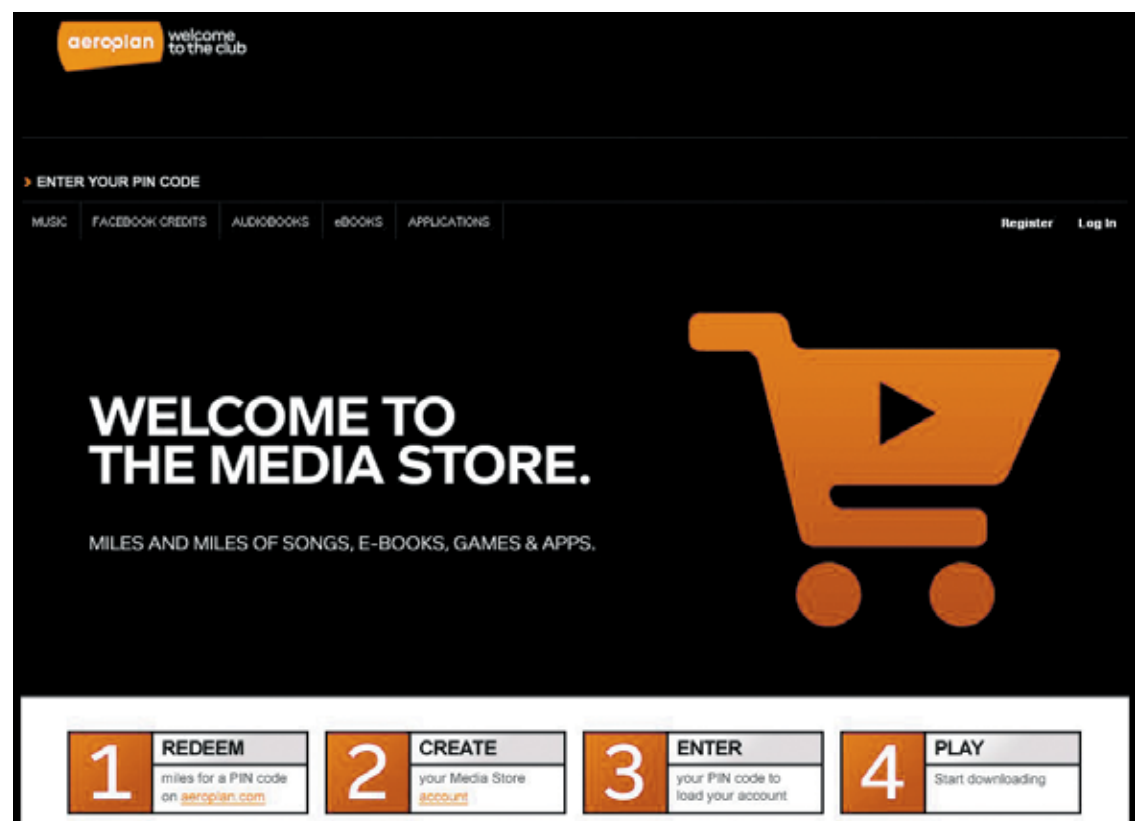 aeroplan
welcome
to the club
ENTER YOUR PIN CODE
MUSIC FACEBOOK CREDITS AUDIOBOOKS eBOOKS APPLICATIONS Register Log In
WELCOME TO
THE MEDIA STORE.
MILES AND MILES OF SONGS, E-BOOKS, GAMES & APPS.
1 REDEEM
miles for a PIN code
on aeroplan.com
2 CREATE
your Media Store
account
3 ENTER
your PIN code to
load your account
4 PLAY
Start downloading